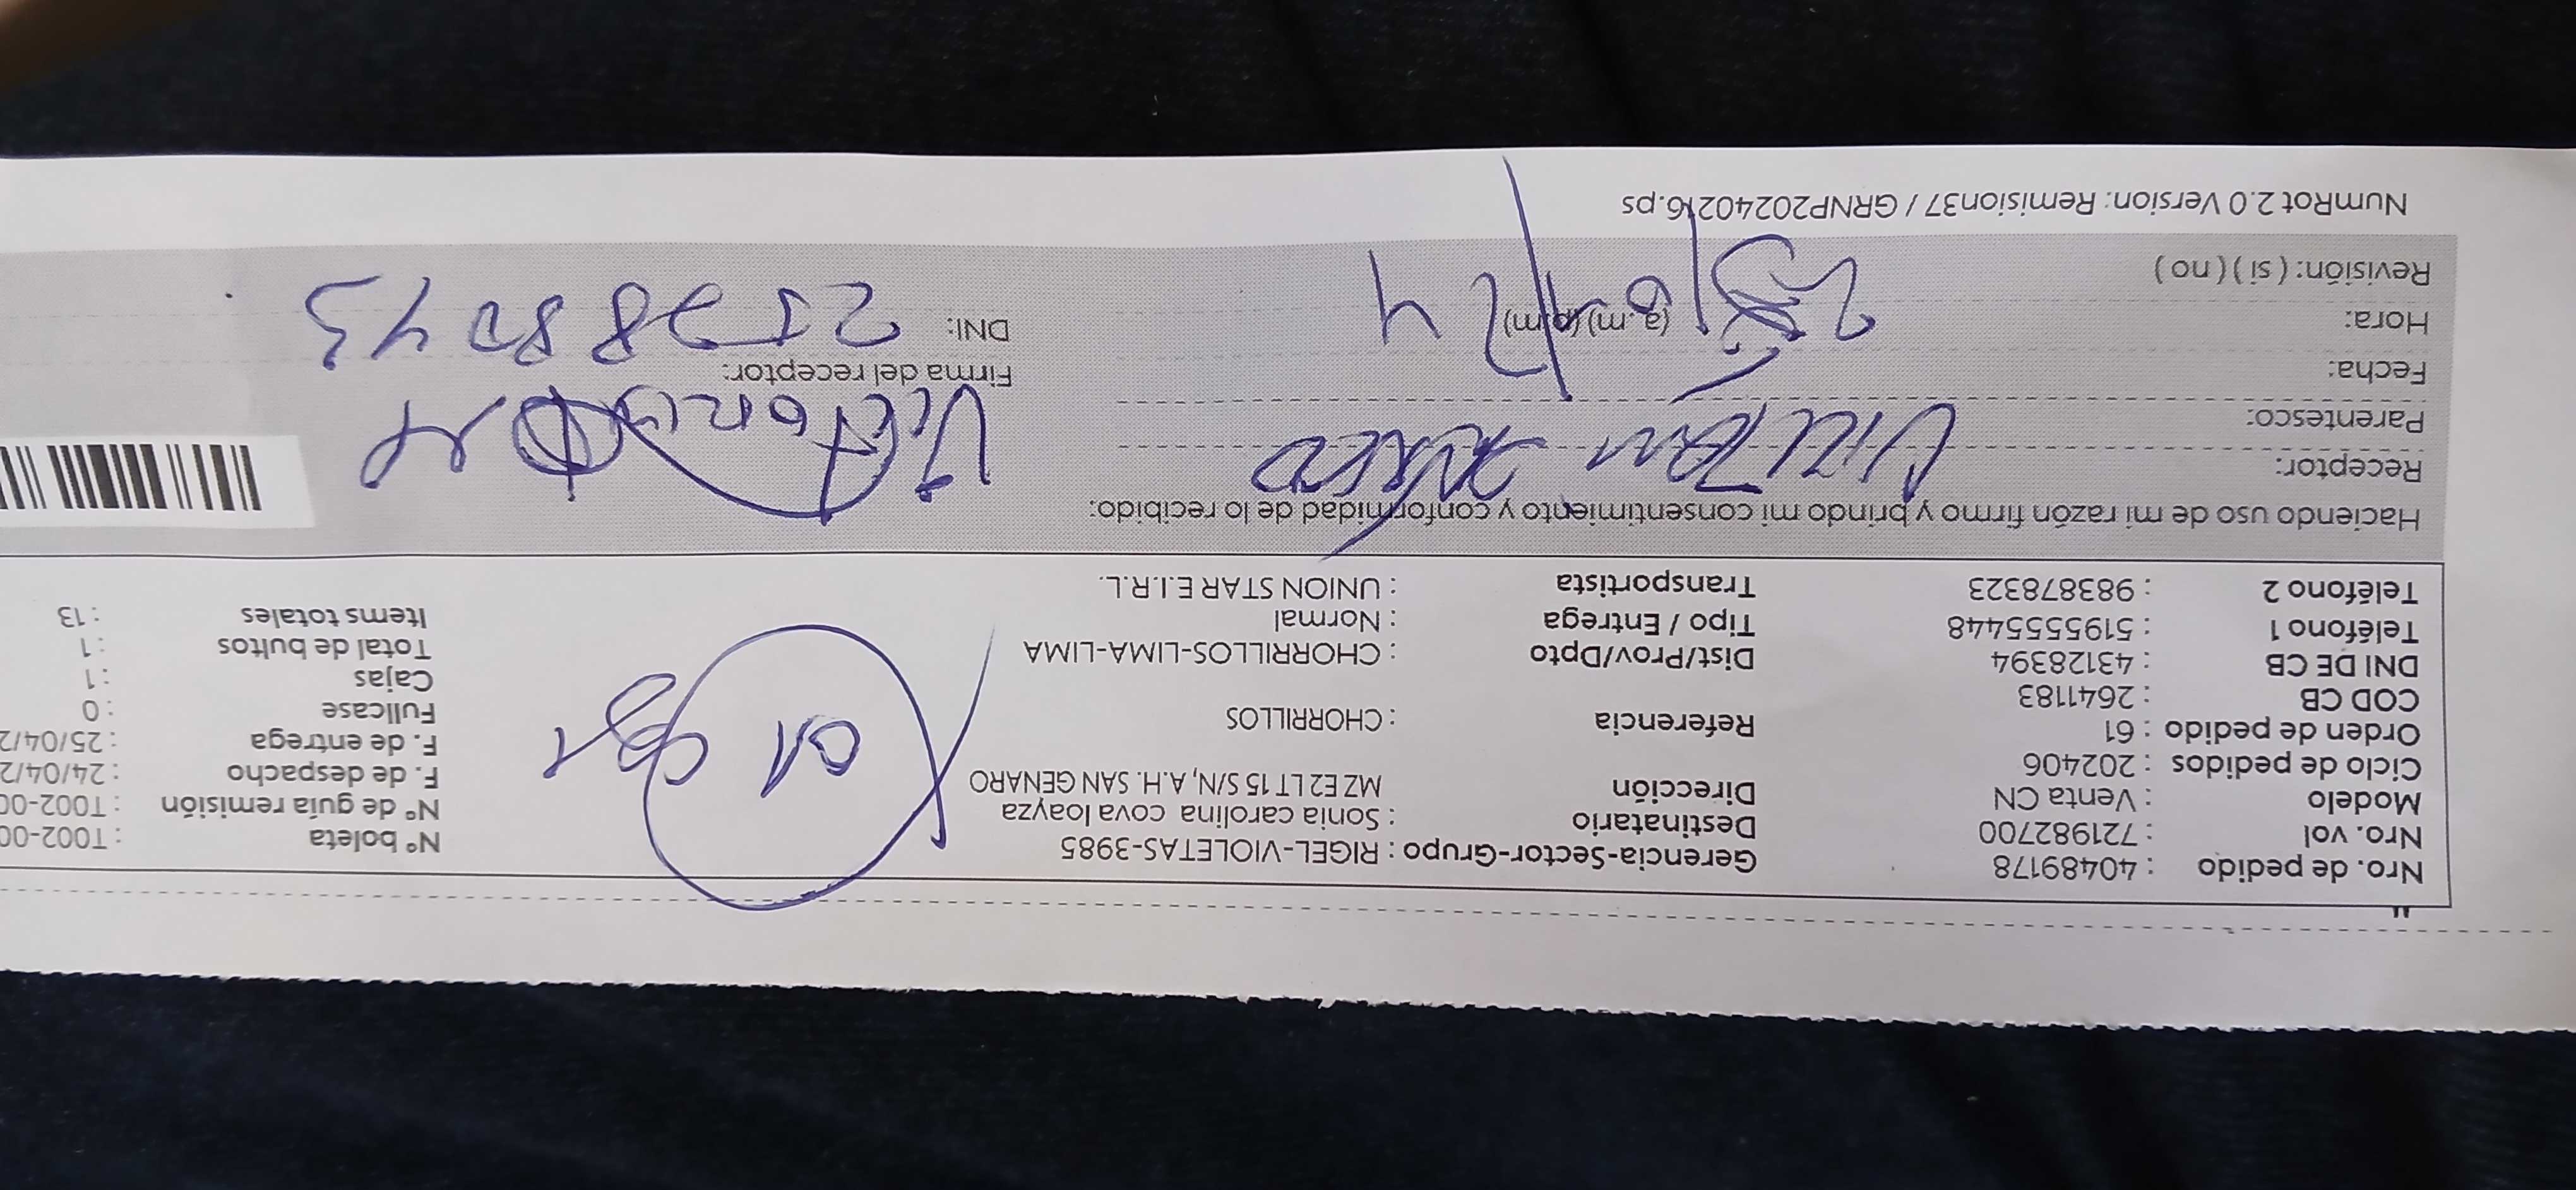 Nro. de pedido : 40489178
Nro. vol : 721982700
Modelo : Venta CN
Ciclo de pedidos : 202406
Orden de pedido : 61
COD CB : 2641183
DNI DE CB : 43128394
Teléfono 1 : 51955555448
Teléfono 2 : 983878323
Gerencia-Sector-Grupo : RIGEL-VIOLETAS-3985
Destinatario : Sonia carolina cova loayza
Dirección MZ E2 LT 15 S/N, A.H. SAN GENARO
Referencia : CHORRILLOS
Dist/Prov/Dpto : CHORRILLOS-LIMA-LIMA
Tipo / Entrega : Normal
Transportista : UNION STAR E.I.R.L.
N° boleta : T002-00
N° de guía remisión : T002-00
F. de despacho : 24/04/2
F. de entrega : 25/04/2
Fullcase : 0
Cajas : 1
Total de bultos : 1
Items totales : 13
01
Haciendo uso de mi razón firmo y brindo mi consentimiento y conformidad de lo recibido:
Receptor:
Parentesco:
Fecha:
Hora: (a.m) (p.m)
Revisión: ( si ) ( no )
Victoria
Firma del receptor:
DNI:
NumRot 2.0 Version: Remision37 / GRNP20240216.ps